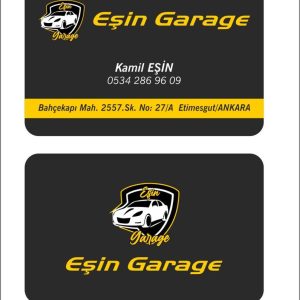 Eşin
Garage
Eşin Garage
Kamil EŞİN
0534 286 96 09
Bahçekapı Mah. 2557.Sk. No: 27/A Etimesgut/ANKARA
Eşin
Garage
Eşin Garage